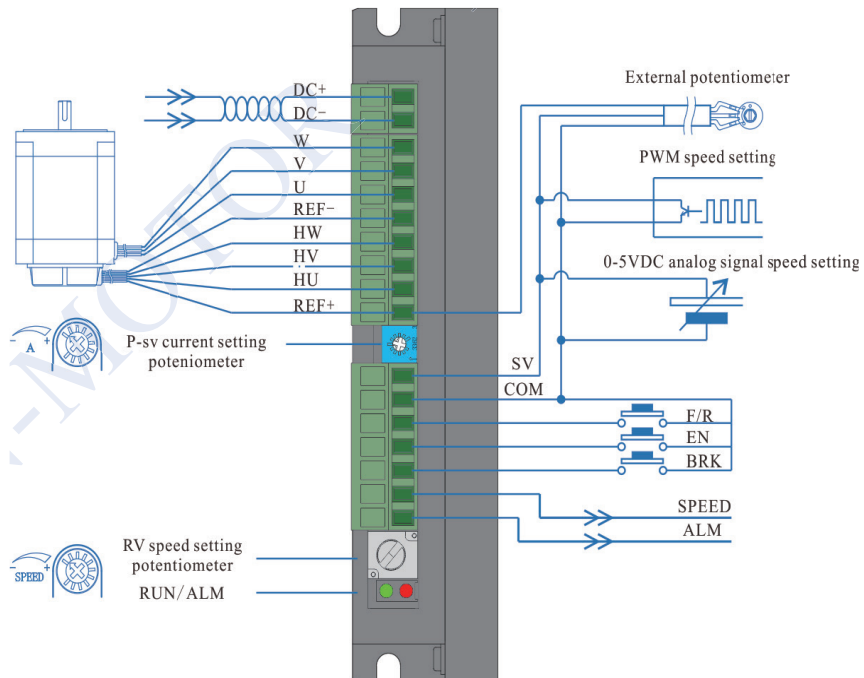 DC+
DC-
W
V
U
REF-
HW
HV
HU
REF+
- A +
P-sv current setting
poteniometer
External potentiometer
PWM speed setting
0-5VDC analog signal speed setting
SV
COM
F/R
EN
BRK
SPEED
ALM
RV speed setting
potentiometer
- SPEED +
RUN/ALM
-MOTOR